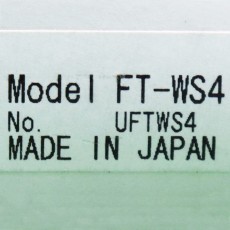 Model FT-WS4
No. UFTWS4
MADE IN JAPAN